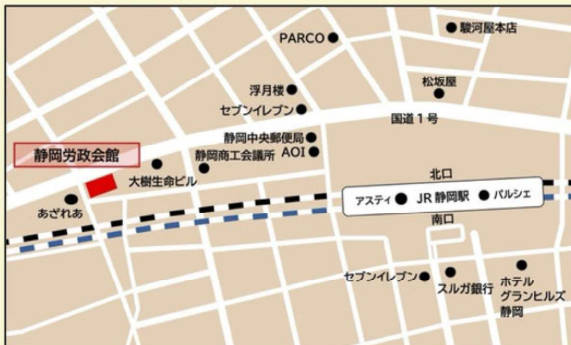 駿河屋本店
PARCO
松坂屋
浮月楼
セブンイレブン
国道1号
静岡中央郵便局
AOI
静岡労政会館
静岡商工会議所
大樹生命ビル
あざれあ
北口
アスティ JR静岡駅 パルシェ
南口
セブンイレブン
スルガ銀行
ホテル
グランヒルズ
静岡